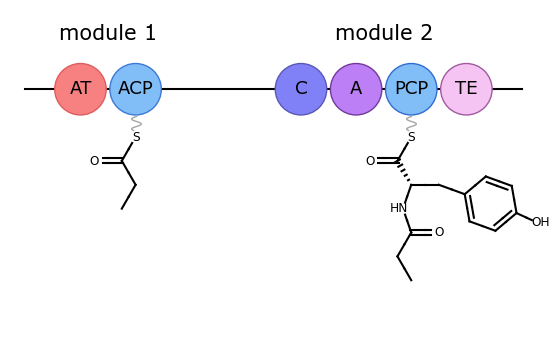 module 1 module 2
AT ACP C A PCP TE
S S
O O
HN O OH